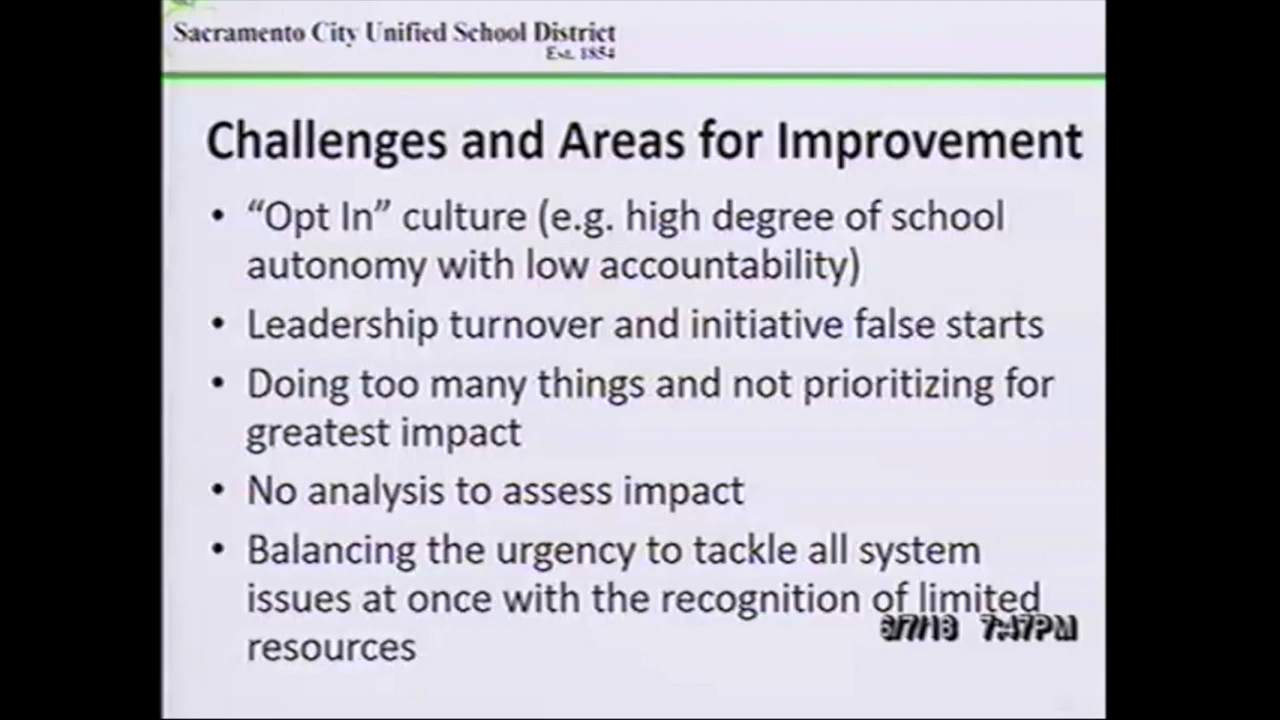 Sacramento City Unified School District
Est. 1854
Challenges and Areas for Improvement
• “Opt In” culture (e.g. high degree of school
autonomy with low accountability)
• Leadership turnover and initiative false starts
• Doing too many things and not prioritizing for
greatest impact
• No analysis to assess impact
• Balancing the urgency to tackle all system
issues at once with the recognition of limited
resources
6/7/18 7:47PM